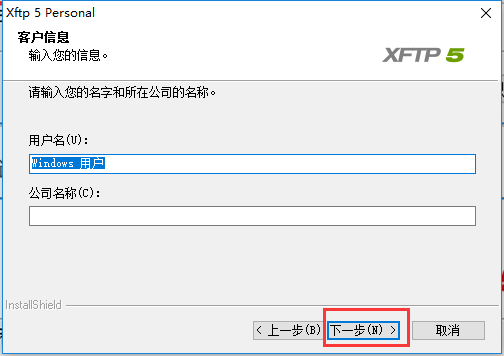 Xftp 5 Personal
客户信息
输入您的信息。
XFTP 5
请输入您的名字和所在公司的名称。
用户名(U):
Windows 用户
公司名称(C):
InstallShield
< 上一步(B)
下一步(N) >
取消